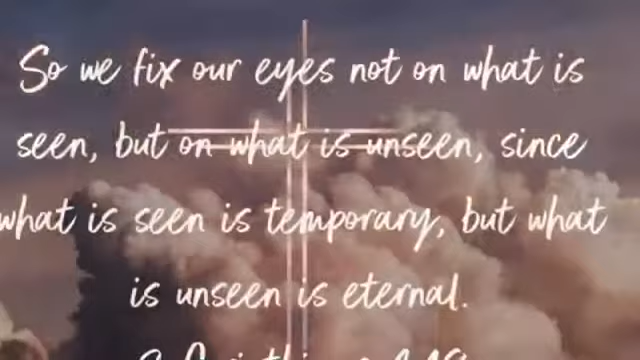 So we fix our eyes not on what is
seen, but on what is unseen, since
what is seen is temporary, but what
is unseen is eternal.